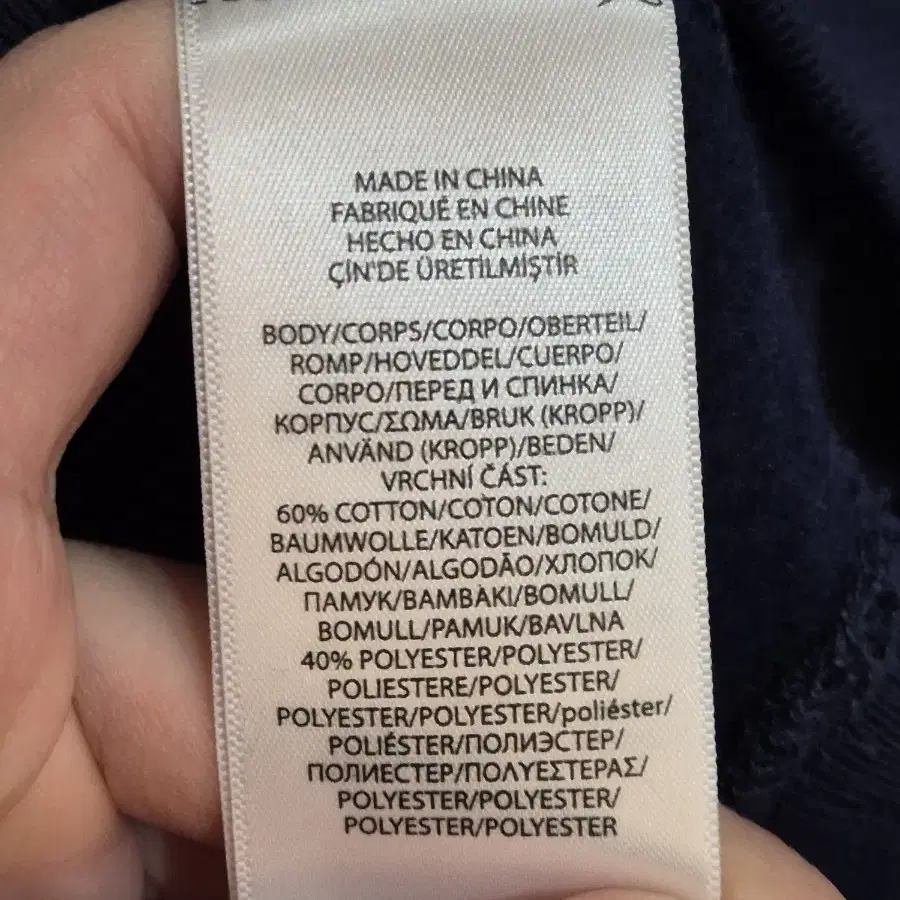 MADE IN CHINA
FABRIQUÉ EN CHINE
HECHO EN CHINA
ÇİN'DE ÜRETİLMİŞTİR
BODY/CORPS/CORPO/OBERTEIL/
ROMP/HOVEDDEL/CUERPO/
CORPO/ПЕРЕД И СПИНКА/
КОРПУС/ΣΩΜΑ/BRUK (KROPP)/
ANVÄND (KROPP)/BEDEN/
VRCHNÍ ČÁST:
60% COTTON/COTON/COTONE/
BAUMWOLLE/KATOEN/BOMULD/
ALGODÓN/ALGODÃO/ХЛОПОК/
ПАМУК/BAMBAKI/BOMULL/
BOMULL/PAMUK/BAVLNA
40% POLYESTER/POLYESTER/
POLIESTERE/POLYESTER/
POLYESTER/POLYESTER/poliéster/
POLIÉSTER/ПОЛИЭСТЕР/
ПОЛИЕСТЕР/ΠΟΛΥΕΣΤΕΡΑΣ/
POLYESTER/POLYESTER/
POLYESTER/POLYESTER